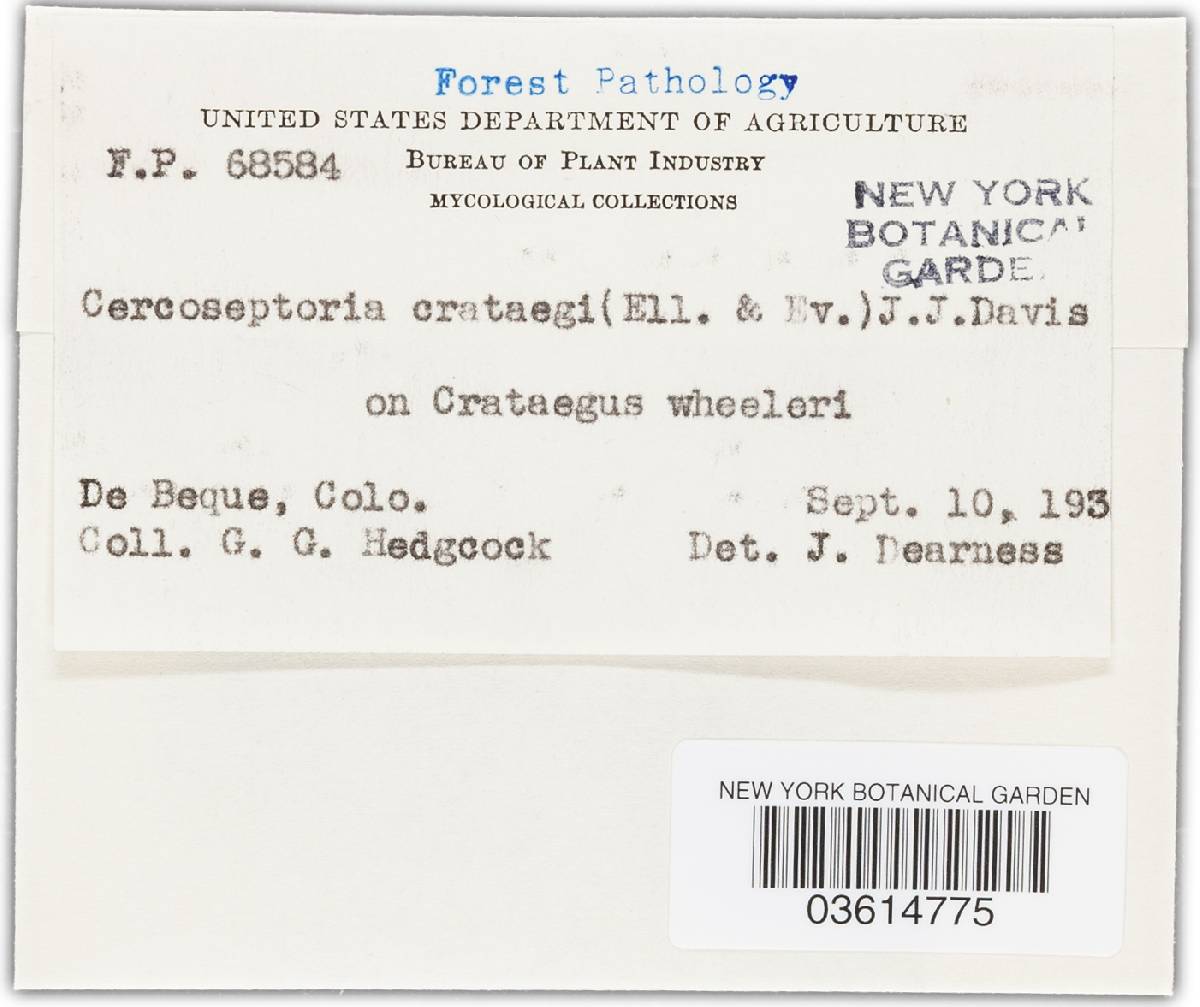 Forest Pathology
UNITED STATES DEPARTMENT OF AGRICULTURE
F.P. 68584 BUREAU OF PLANT INDUSTRY
MYCOLOGICAL COLLECTIONS
NEW YORK
BOTANICAL
GARDE
Cercoseptoria crataegi(Ell. & Ev.)J.J.Davis
on Crataegus wheeleri
De Beque, Colo. Sept. 10, 193
Coll. G. G. Hedgcock Det. J. Dearness
NEW YORK BOTANICAL GARDEN
03614775